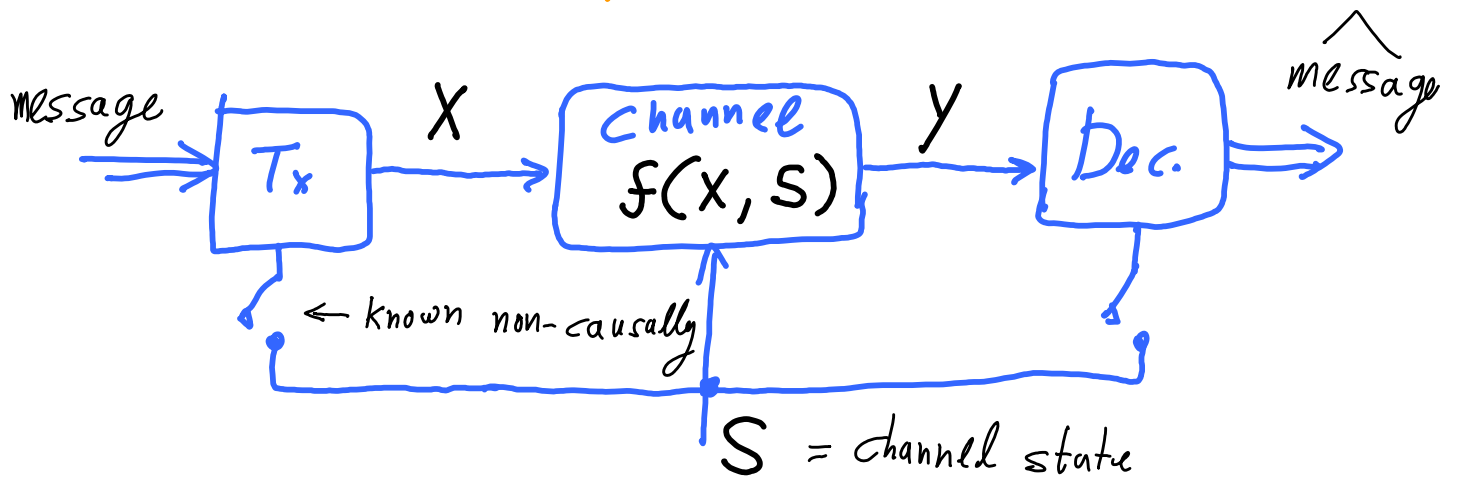 message
Tx
X
Channel
f(X, S)
y
Dec.
message
← known non-causally
S = channel state